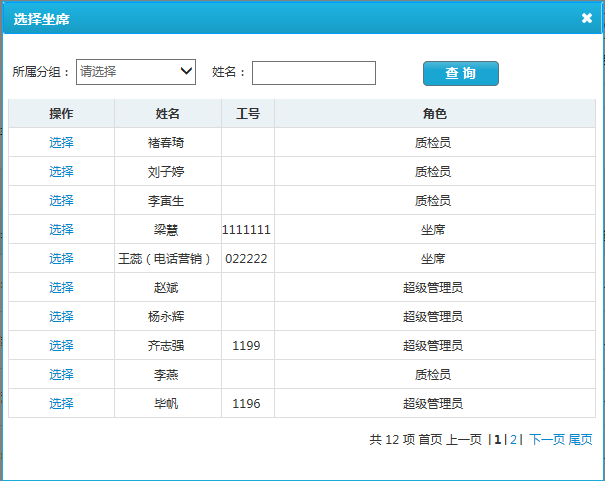 选择坐席 ✖
所属分组： 请选择 姓名： 查 询
操作 姓名 工号 角色
选择 褚春琦 质检员
选择 刘子婷 质检员
选择 李寅生 质检员
选择 梁慧 1111111 坐席
选择 王蕊（电话营销） 022222 坐席
选择 赵斌 超级管理员
选择 杨永辉 超级管理员
选择 齐志强 1199 超级管理员
选择 李燕 质检员
选择 毕帆 1196 超级管理员
共 12 项 首页 上一页 |1|2| 下一页 尾页